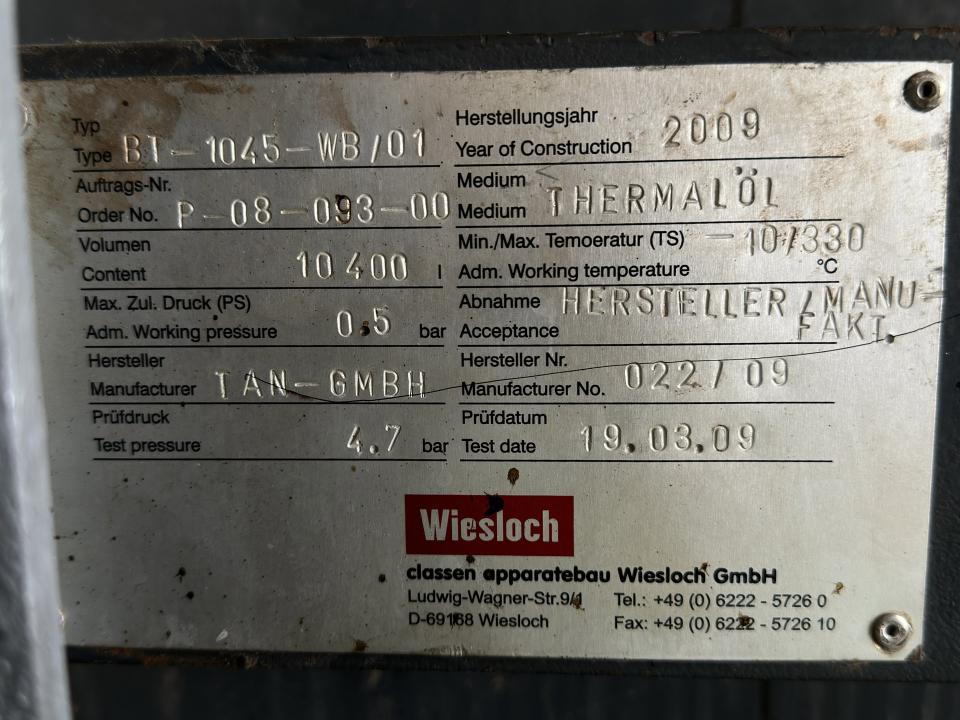 Typ
Type BT-1045-WB/01
Auftrags-Nr.
Order No. P-08-093-00
Volumen
Content 10 400 l
Max. Zul. Druck (PS)
Adm. Working pressure 0.5 bar
Hersteller
Manufacturer TAN-GMBH
Prüfdruck
Test pressure 4.7 bar
Herstellungsjahr
Year of Construction 2009
Medium
Medium THERMALÖL
Min./Max. Temoeratur (TS) -10/330
Adm. Working temperature °C
Abnahme HERSTELLER/MANU-
Acceptance FAKT.
Hersteller Nr.
Manufacturer No. 022/09
Prüfdatum
Test date 19.03.09
Wiesloch
classen apparatebau Wiesloch GmbH
Ludwig-Wagner-Str.9/1 Tel.: +49 (0) 6222 - 5726 0
D-69168 Wiesloch Fax: +49 (0) 6222 - 5726 10